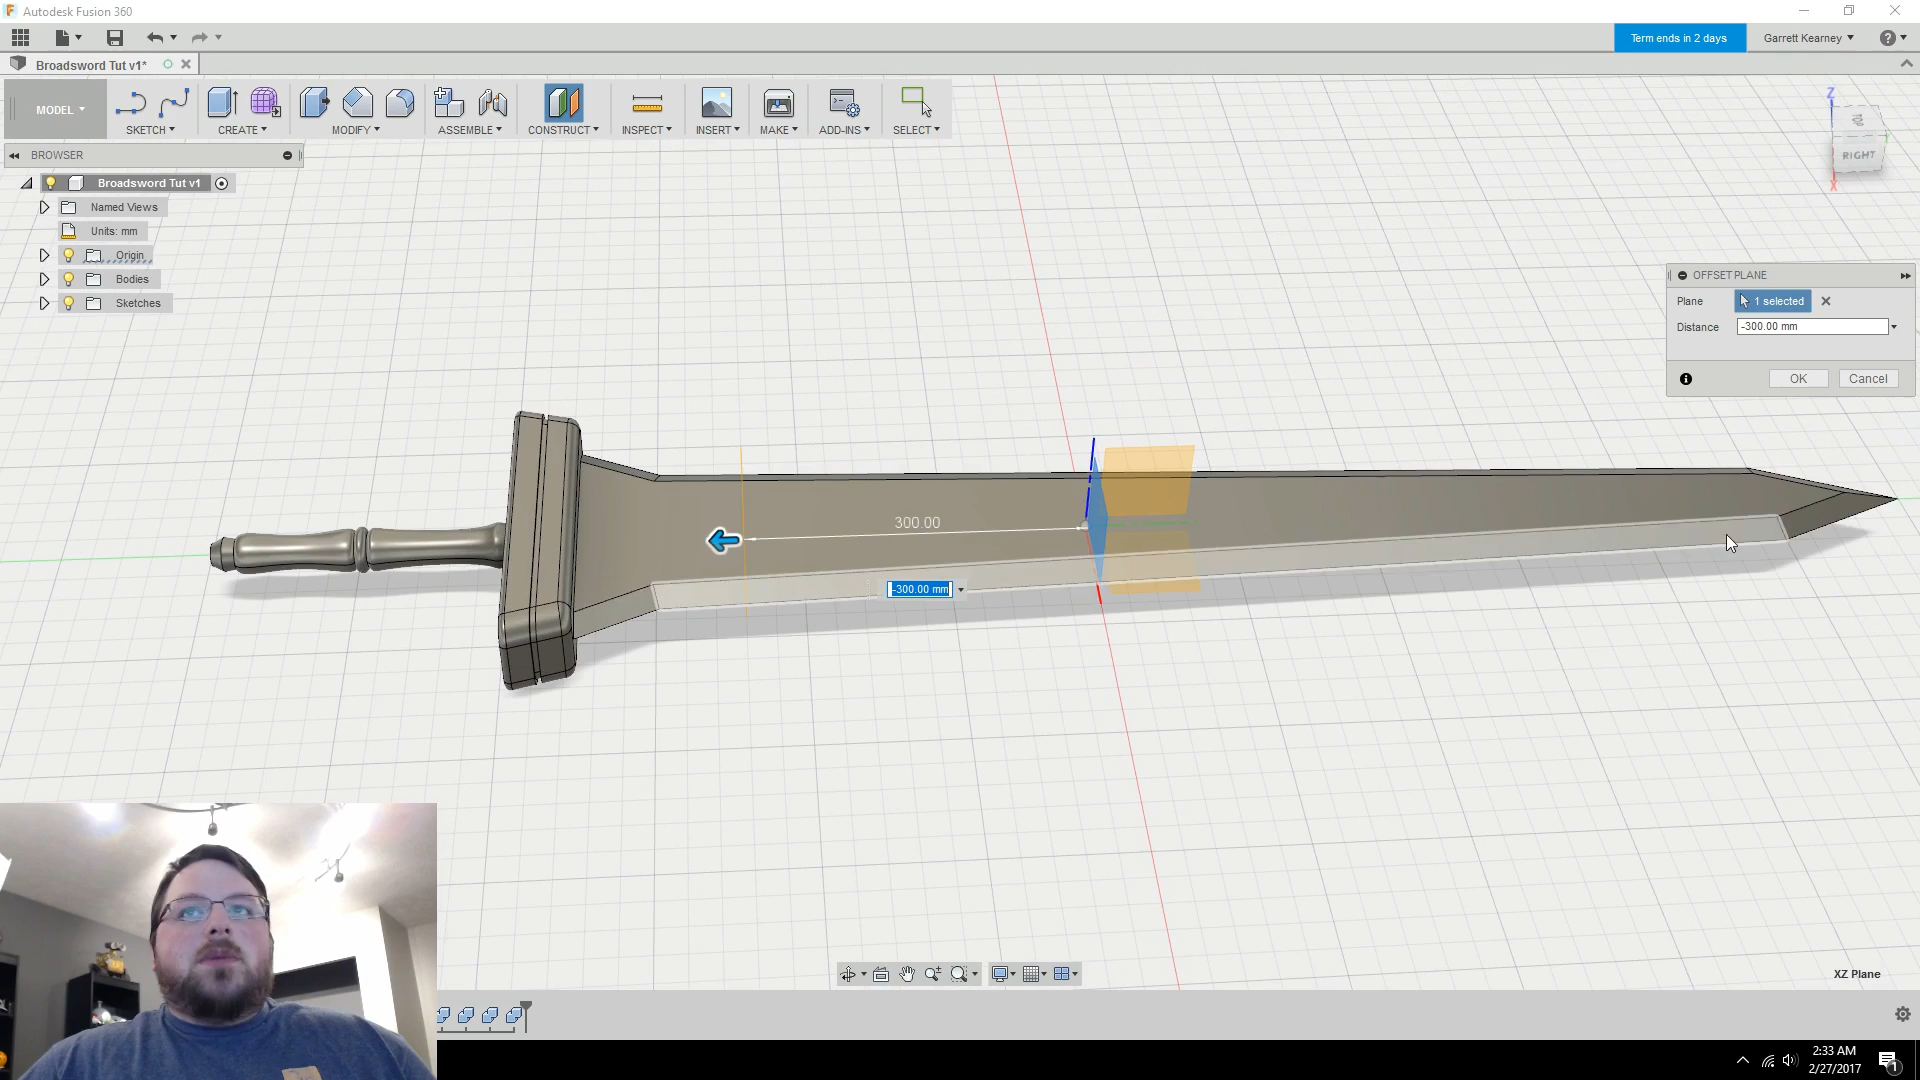 Autodesk Fusion 360
Term ends in 2 days
Garrett Kearney
Broadsword Tut v1*
MODEL
SKETCH
CREATE
MODIFY
ASSEMBLE
CONSTRUCT
INSPECT
INSERT
MAKE
ADD-INS
SELECT
BROWSER
Broadsword Tut v1
Named Views
Units: mm
Origin
Bodies
Sketches
Z
RIGHT
X
OFFSET PLANE
Plane
1 selected
Distance
-300.00 mm
OK
Cancel
300.00
-300.00 mm
XZ Plane
2:33 AM
2/27/2017
1